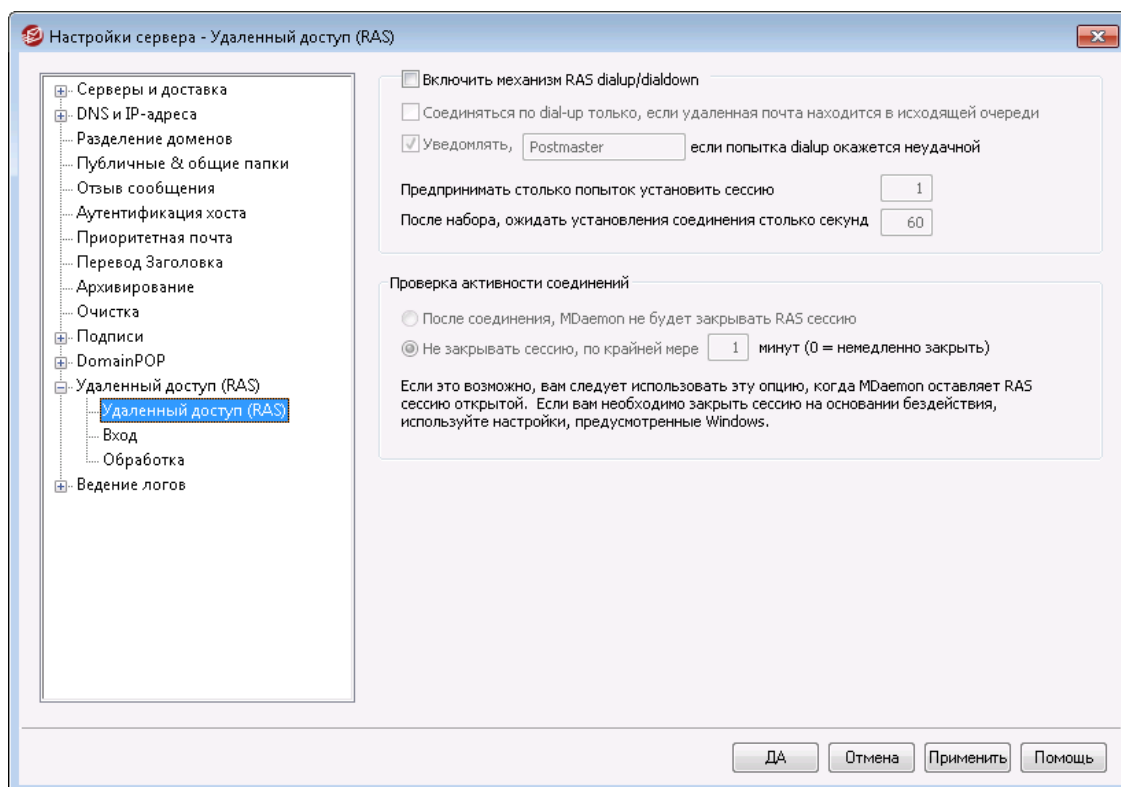 Настройки сервера - Удаленный доступ (RAS)
Серверы и доставка
DNS и IP-адреса
Разделение доменов
Публичные & общие папки
Отзыв сообщения
Аутентификация хоста
Приоритетная почта
Перевод Заголовка
Архивирование
Очистка
Подписи
DomainPOP
Удаленный доступ (RAS)
Удаленный доступ (RAS)
Вход
Обработка
Ведение логов
Включить механизм RAS dialup/dialdown
Соединяться по dial-up только, если удаленная почта находится в исходящей очереди
Уведомлять, Postmaster если попытка dialup окажется неудачной
Предпринимать столько попыток установить сессию 1
После набора, ожидать установления соединения столько секунд 60
Проверка активности соединений
После соединения, MDaemon не будет закрывать RAS сессию
Не закрывать сессию, по крайней мере 1 минут (0 = немедленно закрыть)
Если это возможно, вам следует использовать эту опцию, когда MDaemon оставляет RAS
сессию открытой. Если вам необходимо закрыть сессию на основании бездействия,
используйте настройки, предусмотренные Windows.
ДА Отмена Применить Помощь